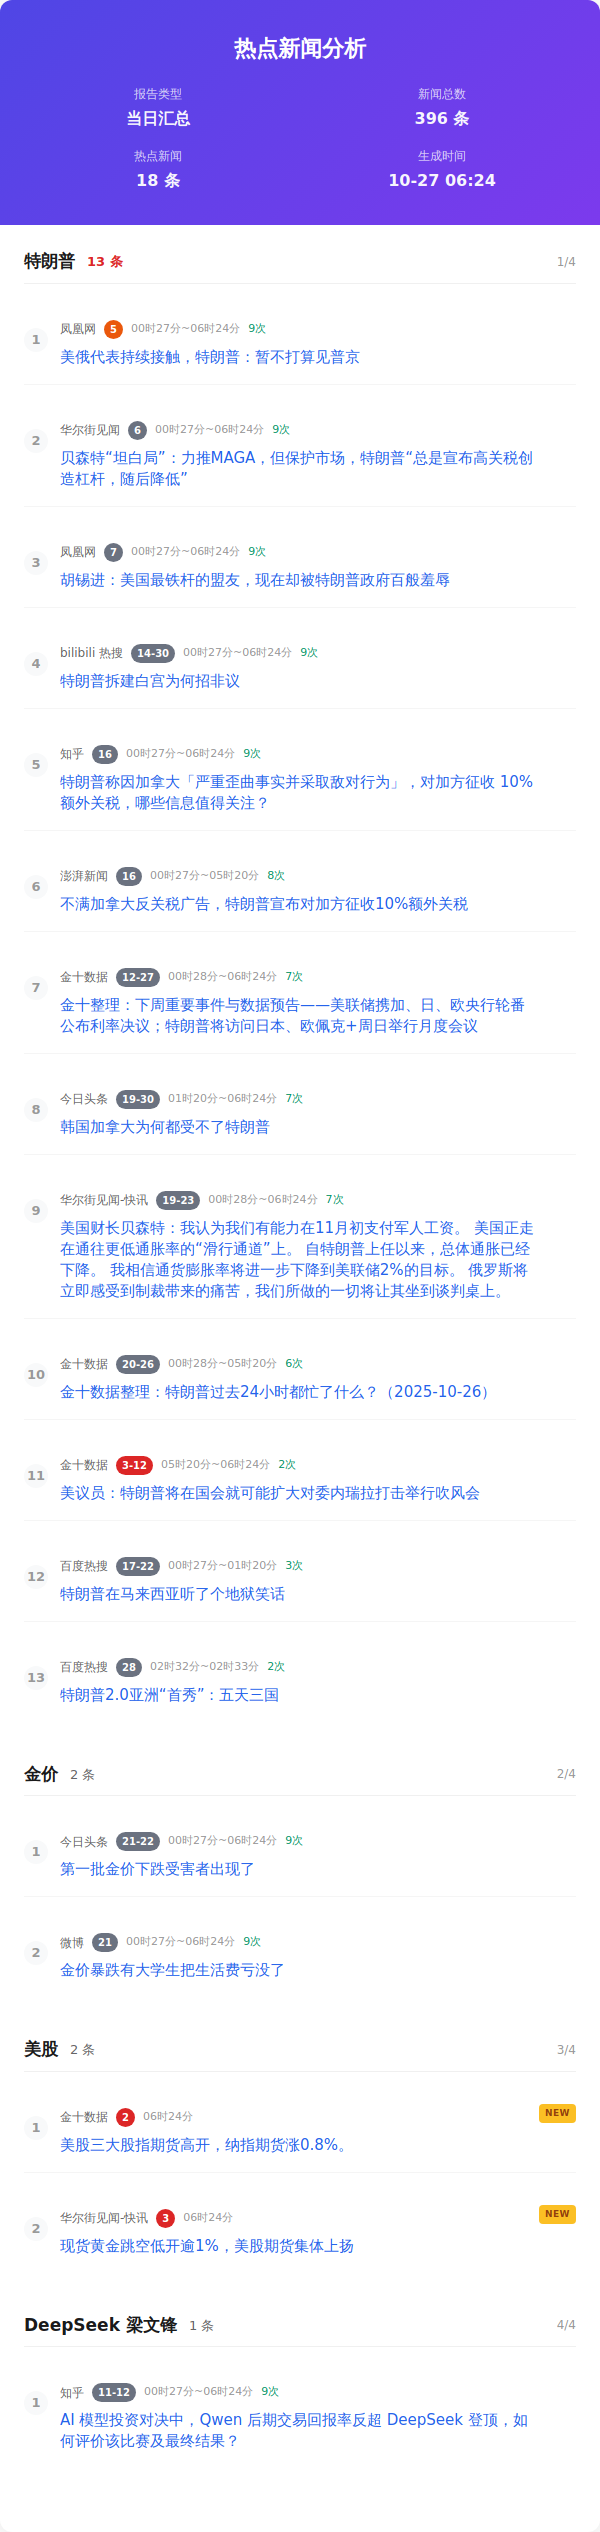 热点新闻分析
报告类型
当日汇总
新闻总数
396 条
热点新闻
18 条
生成时间
10-27 06:24
特朗普 13 条 1/4
1
凤凰网 5 00时27分~06时24分 9次
美俄代表持续接触，特朗普：暂不打算见普京
2
华尔街见闻 6 00时27分~06时24分 9次
贝森特“坦白局”：力推MAGA，但保护市场，特朗普“总是宣布高关税创
造杠杆，随后降低”
3
凤凰网 7 00时27分~06时24分 9次
胡锡进：美国最铁杆的盟友，现在却被特朗普政府百般羞辱
4
bilibili 热搜 14-30 00时27分~06时24分 9次
特朗普拆建白宫为何招非议
5
知乎 16 00时27分~06时24分 9次
特朗普称因加拿大「严重歪曲事实并采取敌对行为」，对加方征收 10%
额外关税，哪些信息值得关注？
6
澎湃新闻 16 00时27分~05时20分 8次
不满加拿大反关税广告，特朗普宣布对加方征收10%额外关税
7
金十数据 12-27 00时28分~06时24分 7次
金十整理：下周重要事件与数据预告——美联储携加、日、欧央行轮番
公布利率决议；特朗普将访问日本、欧佩克+周日举行月度会议
8
今日头条 19-30 01时20分~06时24分 7次
韩国加拿大为何都受不了特朗普
9
华尔街见闻-快讯 19-23 00时28分~06时24分 7次
美国财长贝森特：我认为我们有能力在11月初支付军人工资。 美国正走
在通往更低通胀率的“滑行通道”上。 自特朗普上任以来，总体通胀已经
下降。 我相信通货膨胀率将进一步下降到美联储2%的目标。 俄罗斯将
立即感受到制裁带来的痛苦，我们所做的一切将让其坐到谈判桌上。
10
金十数据 20-26 00时28分~05时20分 6次
金十数据整理：特朗普过去24小时都忙了什么？（2025-10-26）
11
金十数据 3-12 05时20分~06时24分 2次
美议员：特朗普将在国会就可能扩大对委内瑞拉打击举行吹风会
12
百度热搜 17-22 00时27分~01时20分 3次
特朗普在马来西亚听了个地狱笑话
13
百度热搜 28 02时32分~02时33分 2次
特朗普2.0亚洲“首秀”：五天三国
金价 2 条 2/4
1
今日头条 21-22 00时27分~06时24分 9次
第一批金价下跌受害者出现了
2
微博 21 00时27分~06时24分 9次
金价暴跌有大学生把生活费亏没了
美股 2 条 3/4
1
金十数据 2 06时24分 NEW
美股三大股指期货高开，纳指期货涨0.8%。
2
华尔街见闻-快讯 3 06时24分 NEW
现货黄金跳空低开逾1%，美股期货集体上扬
DeepSeek 梁文锋 1 条 4/4
1
知乎 11-12 00时27分~06时24分 9次
AI 模型投资对决中，Qwen 后期交易回报率反超 DeepSeek 登顶，如
何评价该比赛及最终结果？